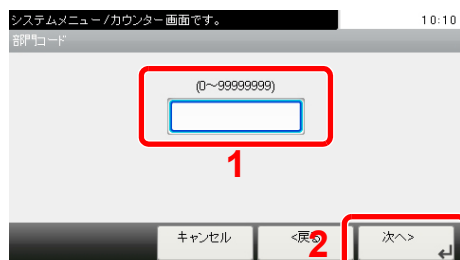 システムメニュー/カウンター画面です。 10:10
部門コード
(0～99999999)
1
キャンセル <戻る 2 次へ>